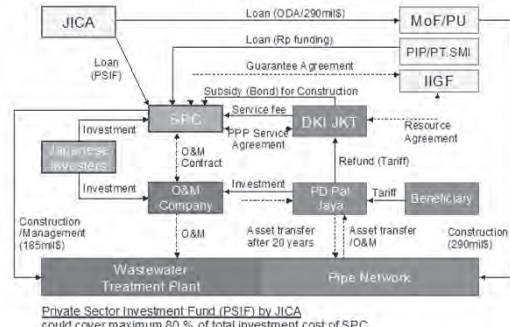 JICA
Loan (ODA/290mil$)
MoF/PU
Loan (Rp funding)
PIP/PT.SMI
Loan
(PSIF)
Guarantee Agreement
IIGF
Subsidy (Bond) for Construction
SPC
Service fee
DKI JKT
Investment
PPP Service
Agreement
Resource
Agreement
Japanese
Investers
O&M
Contract
Refund (Tariff)
Investment
O&M
Company
Investment
PD Pal
Jaya
Tariff
Beneficiary
Construction
/Management
(185mil$)
O&M
Asset transfer
after 20 years
Asset transfer
/O&M
Construction
(290mil$)
Wastewater
Treatment Plant
Pipe Network
Private Sector Investment Fund (PSIF) by JICA
could cover maximum 80 % of total investment cost of SPC